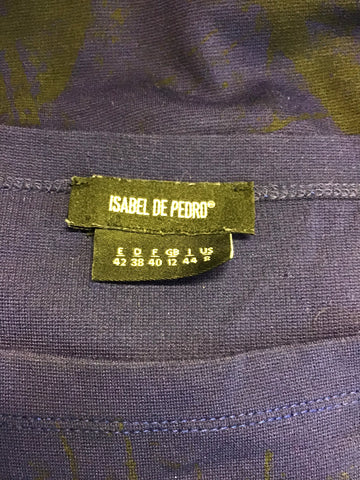 ISABEL DE PEDRO®
E D F GB I US
42 38 40 12 44 8